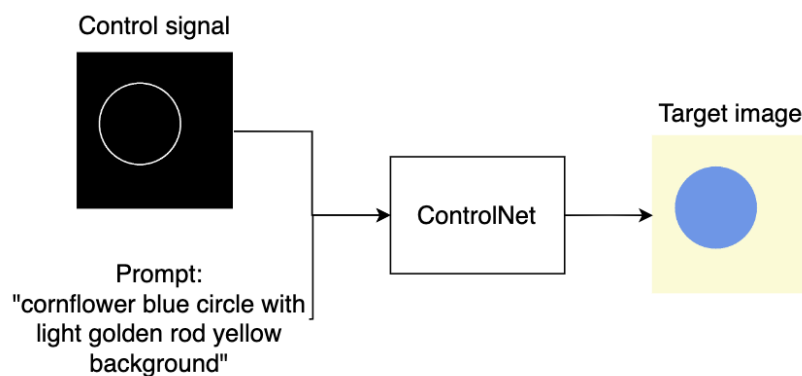 Control signal
Target image
ControlNet
Prompt:
"cornflower blue circle with
light golden rod yellow
background"